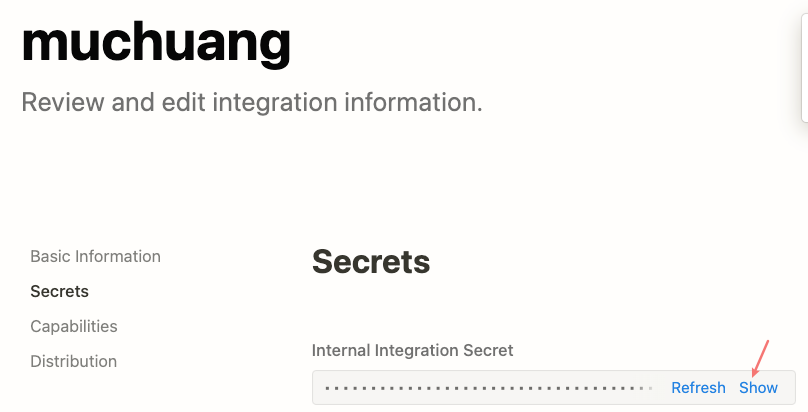 muchuang
Review and edit integration information.
Basic Information
Secrets
Capabilities
Distribution
Secrets
Internal Integration Secret
Refresh Show